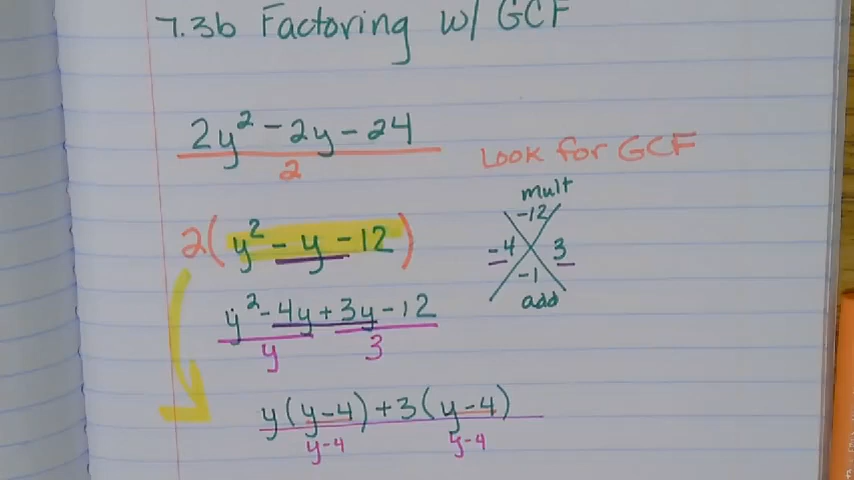 7.3b Factoring w/ GCF
2y² - 2y - 24
2
Look for GCF
2(y² - y - 12)
mult
-12
-4 3
-1
add
y² - 4y + 3y - 12
y 3
y(y-4) + 3(y-4)
y-4 y-4